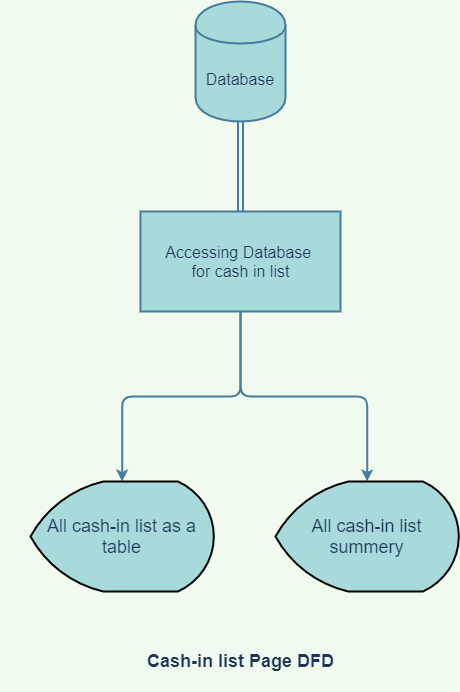 Database
Accessing Database
for cash in list
All cash-in list as a
table
All cash-in list
summery
Cash-in list Page DFD